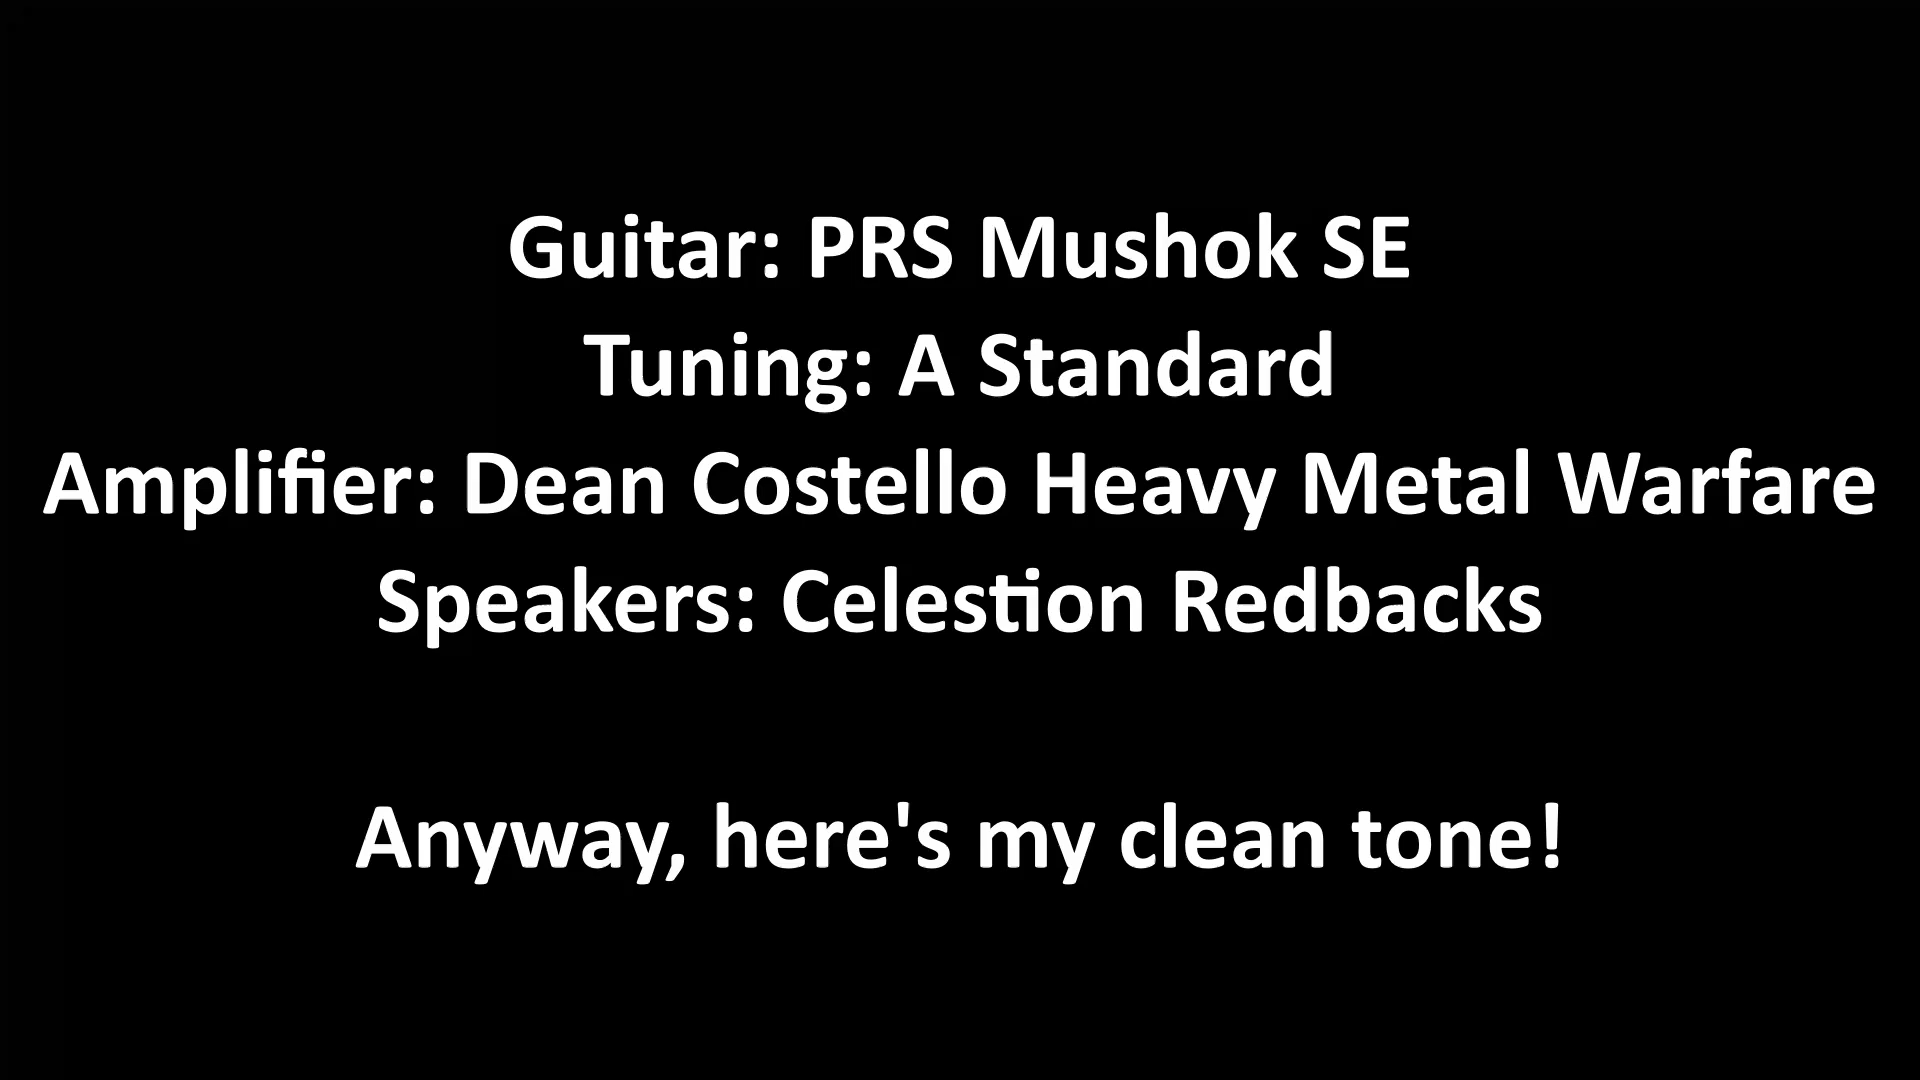 Guitar: PRS Mushok SE
Tuning: A Standard
Amplifier: Dean Costello Heavy Metal Warfare
Speakers: Celestion Redbacks
Anyway, here's my clean tone!